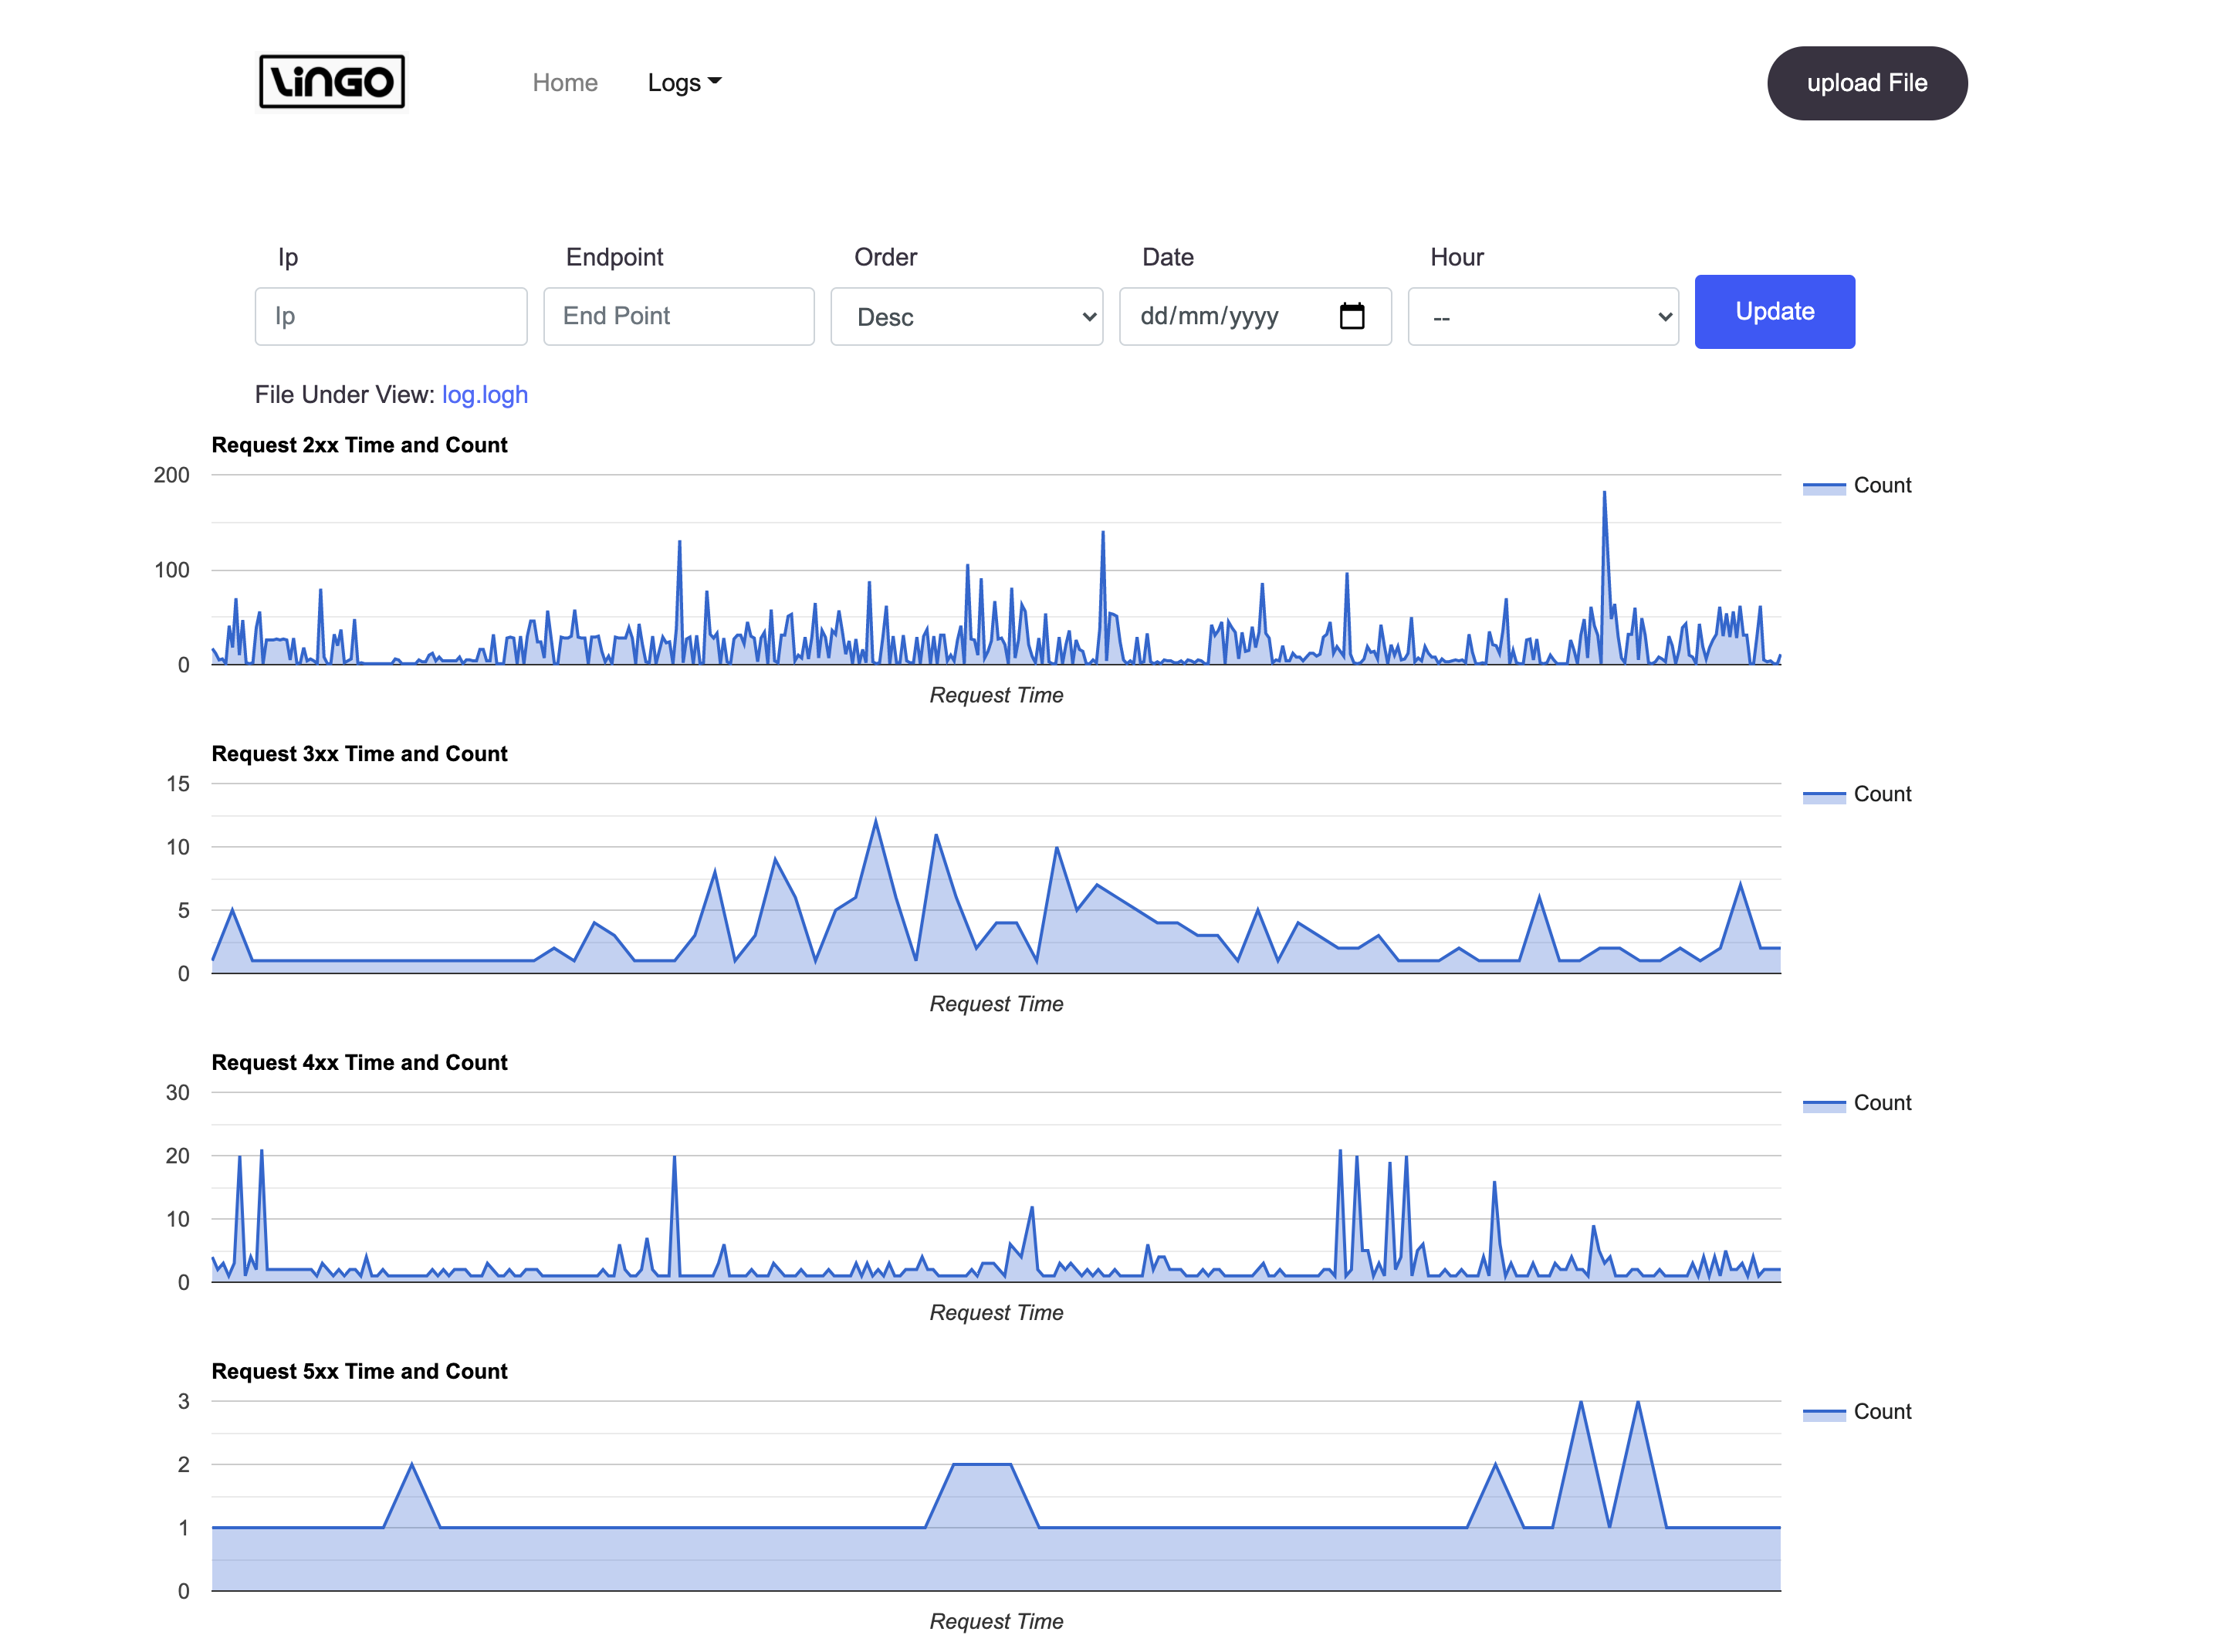 LiNGO
Home
Logs
upload File
Ip
Endpoint
Order
Date
Hour
Ip
End Point
Desc
dd/mm/yyyy
--
Update
File Under View: log.logh
Request 2xx Time and Count
200
100
0
Count
Request Time
Request 3xx Time and Count
15
10
5
0
Count
Request Time
Request 4xx Time and Count
30
20
10
0
Count
Request Time
Request 5xx Time and Count
3
2
1
0
Count
Request Time